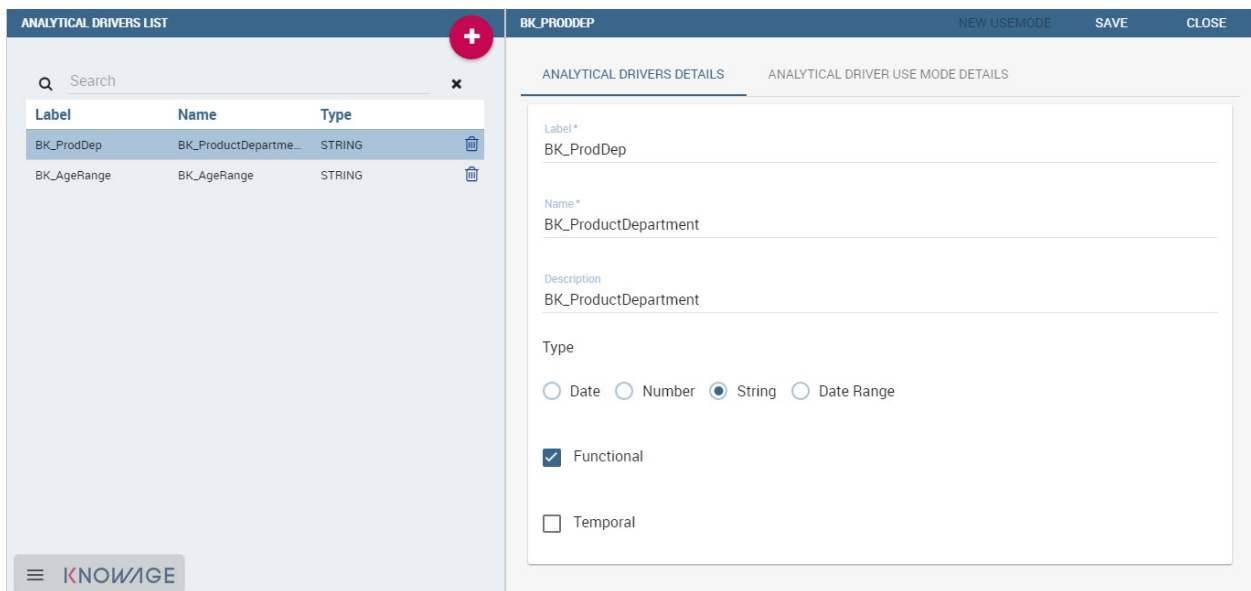 ANALYTICAL DRIVERS LIST
BK_PRODDEP
NEW USEMODE SAVE CLOSE
Search
Label Name Type
BK_ProdDep BK_ProductDepartme... STRING
BK_AgeRange BK_AgeRange STRING
ANALYTICAL DRIVERS DETAILS ANALYTICAL DRIVER USE MODE DETAILS
Label *
BK_ProdDep
Name *
BK_ProductDepartment
Description
BK_ProductDepartment
Type
Date Number String Date Range
Functional
Temporal
KNOWAGE